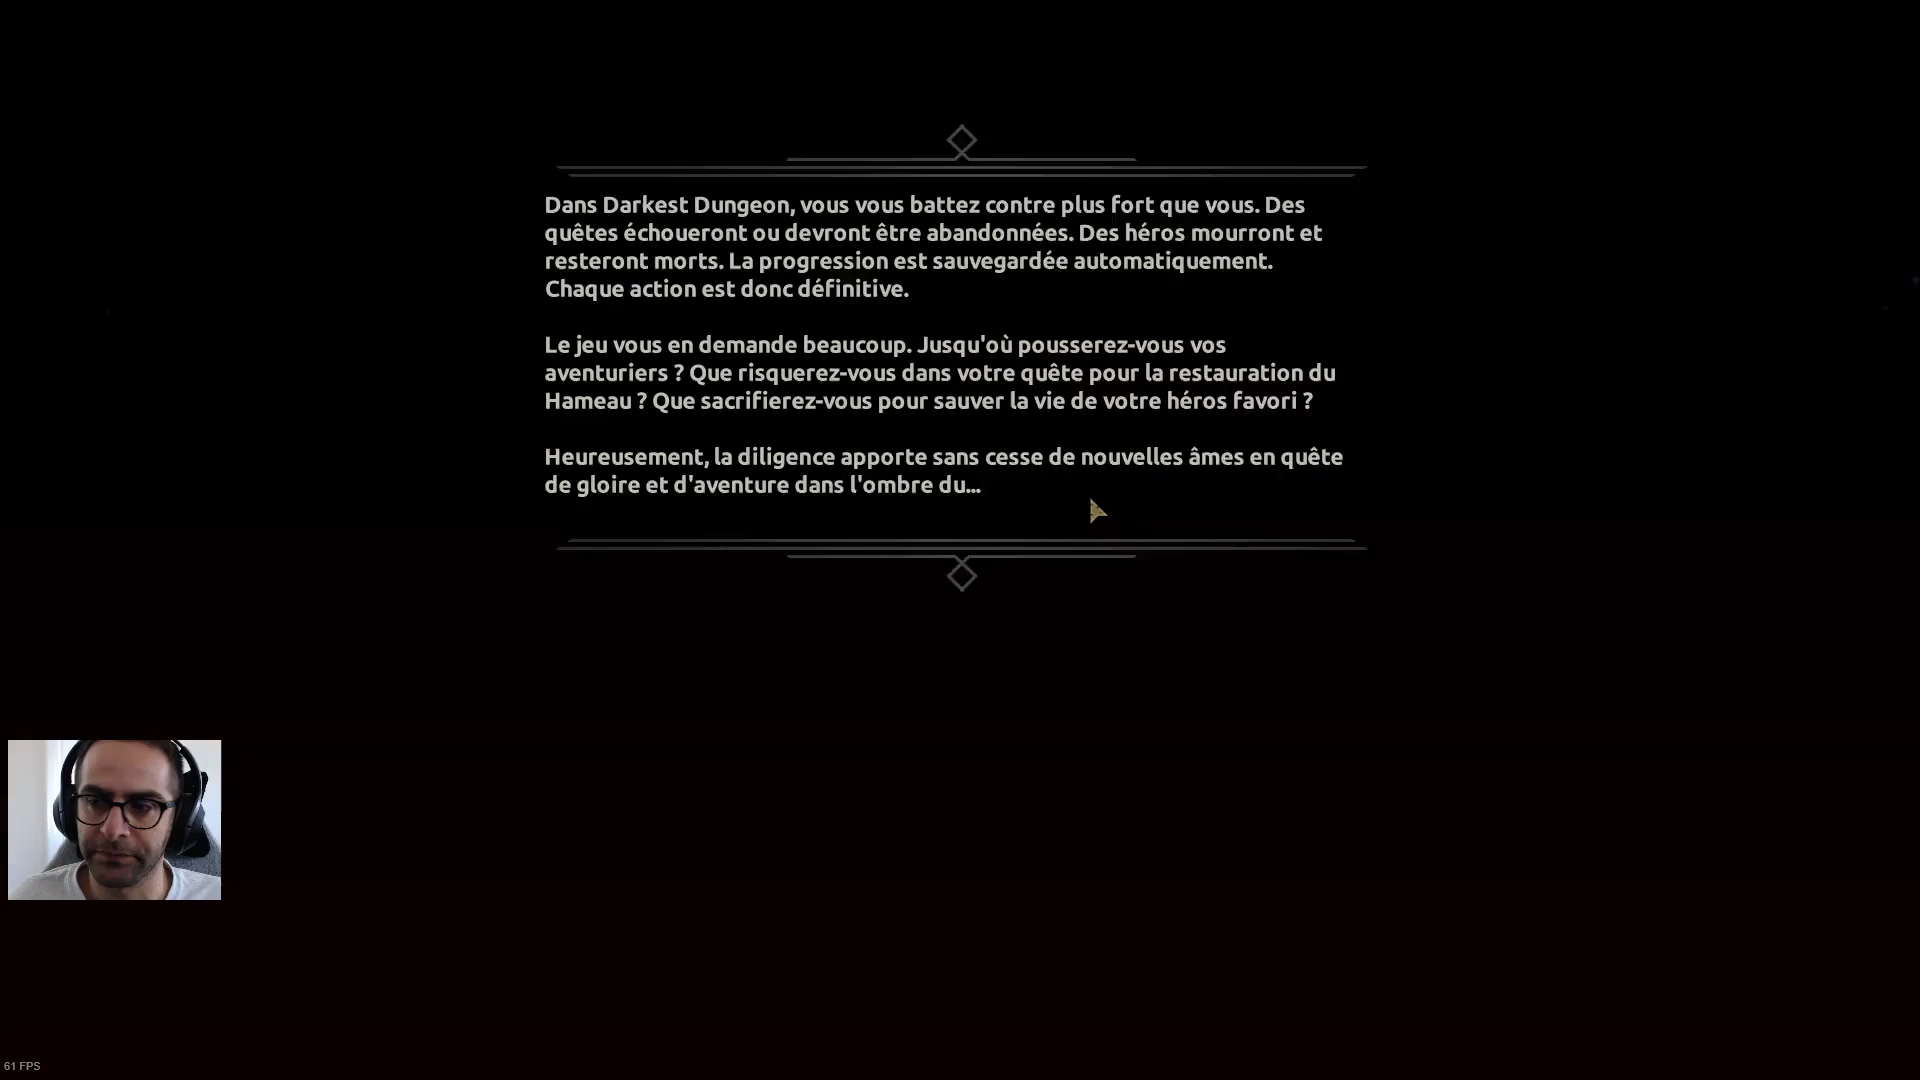 Dans Darkest Dungeon, vous vous battez contre plus fort que vous. Des
quêtes échoueront ou devront être abandonnées. Des héros mourront et
resteront morts. La progression est sauvegardée automatiquement.
Chaque action est donc définitive.
Le jeu vous en demande beaucoup. Jusqu'où pousserez-vous vos
aventuriers ? Que risquerez-vous dans votre quête pour la restauration du
Hameau ? Que sacrifierez-vous pour sauver la vie de votre héros favori ?
Heureusement, la diligence apporte sans cesse de nouvelles âmes en quête
de gloire et d'aventure dans l'ombre du...
61 FPS